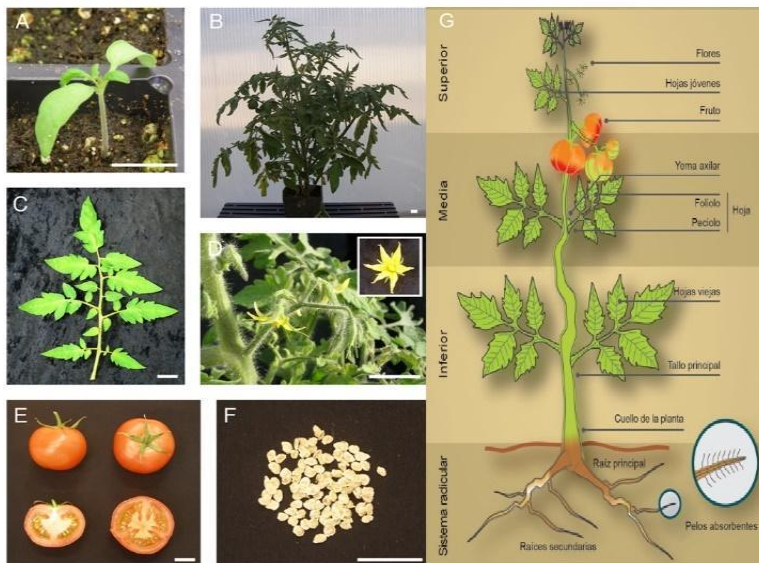 A
B
C
D
E
F
G
Superior
Flores
Hojas jóvenes
Fruto
Media
Yema axilar
Foliolo
Hoja
Peciolo
Inferior
Hojas viejas
Tallo principal
Cuello de la planta
Sistema radicular
Raíz principal
Pelos absorbentes
Raíces secundarias